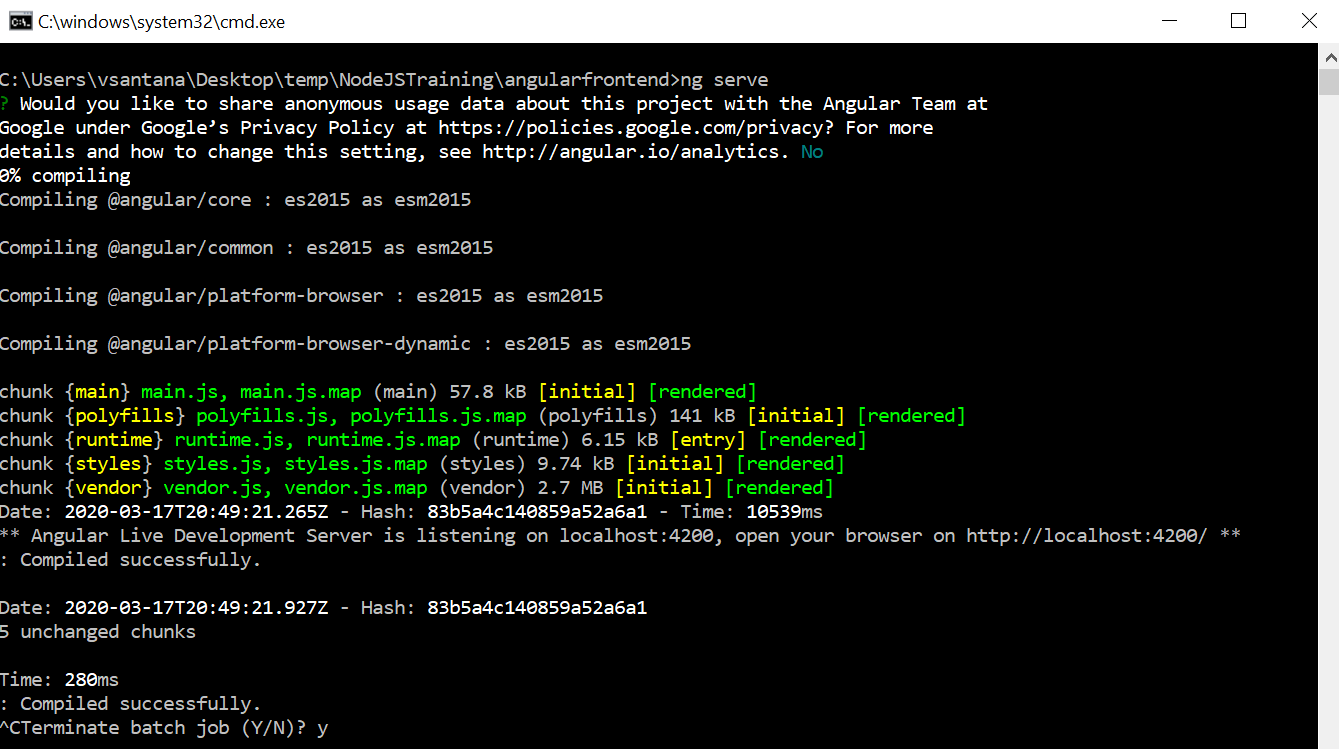 C:\windows\system32\cmd.exe
C:\Users\vsantana\Desktop\temp\NodeJSTraining\angularfrontend>ng serve
? Would you like to share anonymous usage data about this project with the Angular Team at
Google under Google’s Privacy Policy at https://policies.google.com/privacy? For more
details and how to change this setting, see http://angular.io/analytics. No
0% compiling
Compiling @angular/core : es2015 as esm2015
Compiling @angular/common : es2015 as esm2015
Compiling @angular/platform-browser : es2015 as esm2015
Compiling @angular/platform-browser-dynamic : es2015 as esm2015
chunk {main} main.js, main.js.map (main) 57.8 kB [initial] [rendered]
chunk {polyfills} polyfills.js, polyfills.js.map (polyfills) 141 kB [initial] [rendered]
chunk {runtime} runtime.js, runtime.js.map (runtime) 6.15 kB [entry] [rendered]
chunk {styles} styles.js, styles.js.map (styles) 9.74 kB [initial] [rendered]
chunk {vendor} vendor.js, vendor.js.map (vendor) 2.7 MB [initial] [rendered]
Date: 2020-03-17T20:49:21.265Z - Hash: 83b5a4c140859a52a6a1 - Time: 10539ms
** Angular Live Development Server is listening on localhost:4200, open your browser on http://localhost:4200/ **
: Compiled successfully.
Date: 2020-03-17T20:49:21.927Z - Hash: 83b5a4c140859a52a6a1
5 unchanged chunks
Time: 280ms
: Compiled successfully.
^CTerminate batch job (Y/N)? y